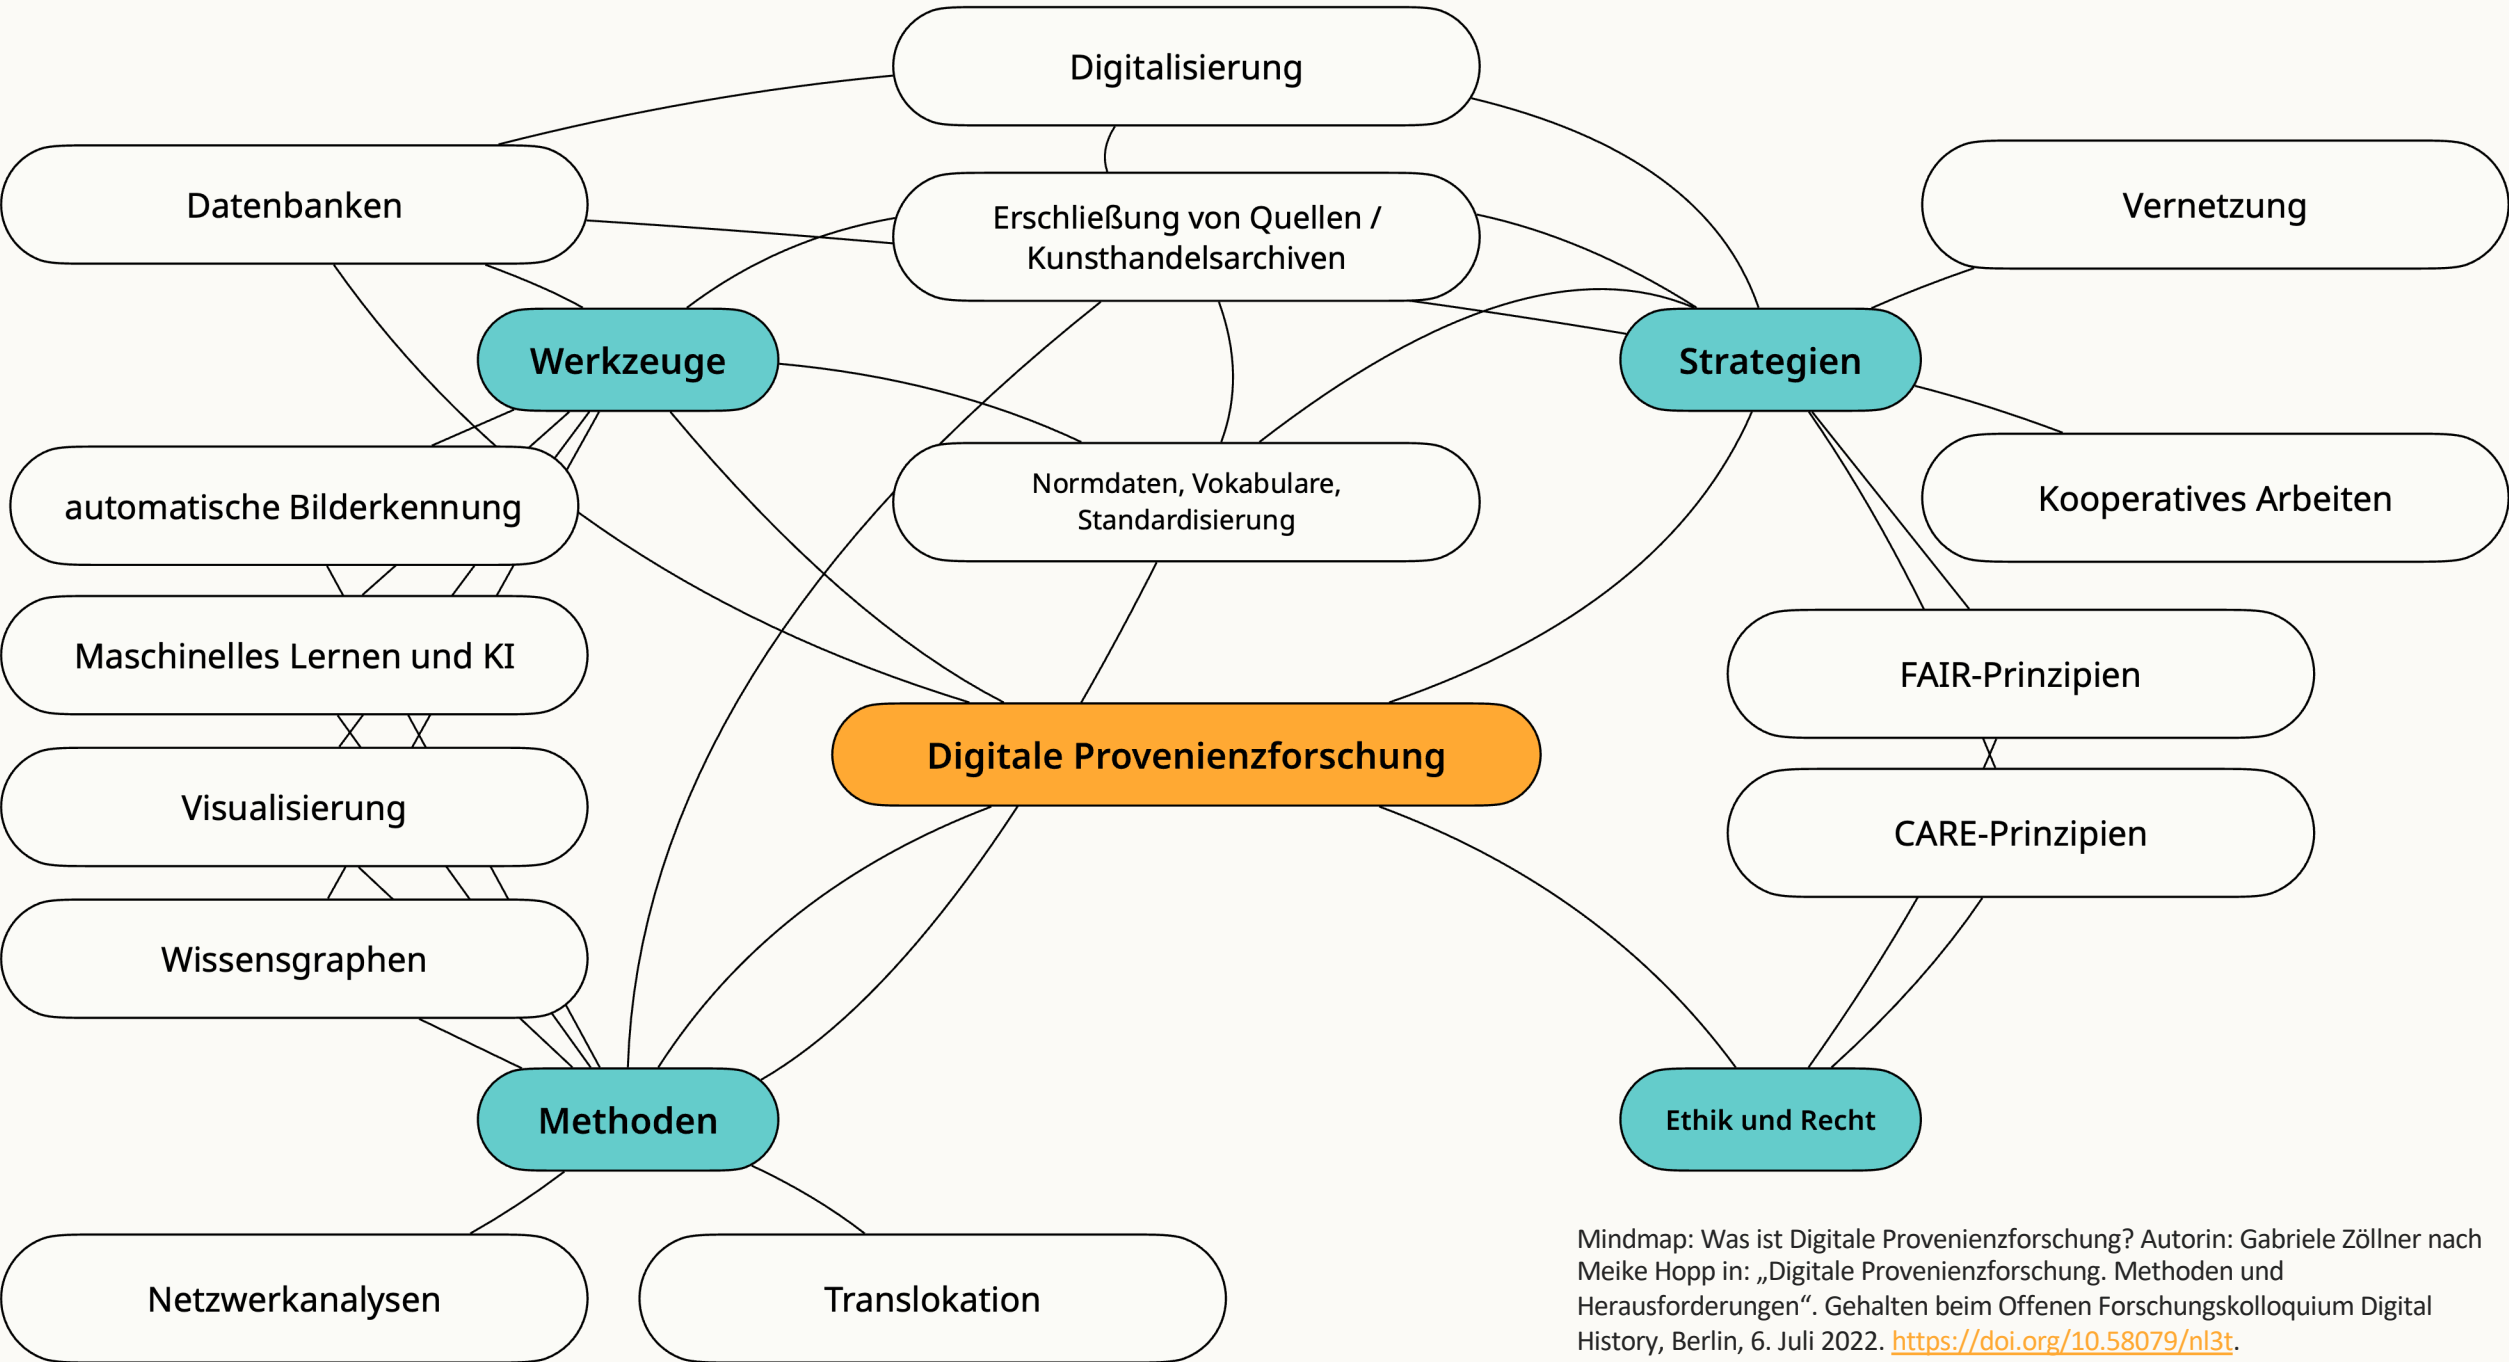 Digitalisierung
Datenbanken
Erschließung von Quellen /
Kunsthandelsarchiven
Vernetzung
Werkzeuge
Strategien
automatische Bilderkennung
Normdaten, Vokabulare,
Standardisierung
Kooperatives Arbeiten
Maschinelles Lernen und KI
FAIR-Prinzipien
Digitale Provenienzforschung
Visualisierung
CARE-Prinzipien
Wissensgraphen
Methoden
Ethik und Recht
Netzwerkanalysen
Translokation
Mindmap: Was ist Digitale Provenienzforschung? Autorin: Gabriele Zöllner nach
Meike Hopp in: „Digitale Provenienzforschung. Methoden und
Herausforderungen“. Gehalten beim Offenen Forschungskolloquium Digital
History, Berlin, 6. Juli 2022. https://doi.org/10.58079/nl3t.